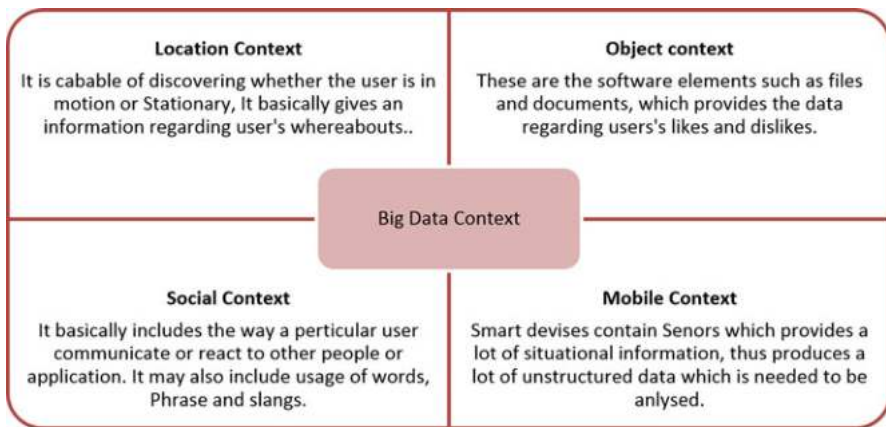 Location Context
It is cabable of discovering whether the user is in
motion or Stationary, It basically gives an
information regarding user's whereabouts..
Object context
These are the software elements such as files
and documents, which provides the data
regarding users's likes and dislikes.
Big Data Context
Social Context
It basically includes the way a perticular user
communicate or react to other people or
application. It may also include usage of words,
Phrase and slangs.
Mobile Context
Smart devises contain Senors which provides a
lot of situational information, thus produces a
lot of unstructured data which is needed to be
anlysed.